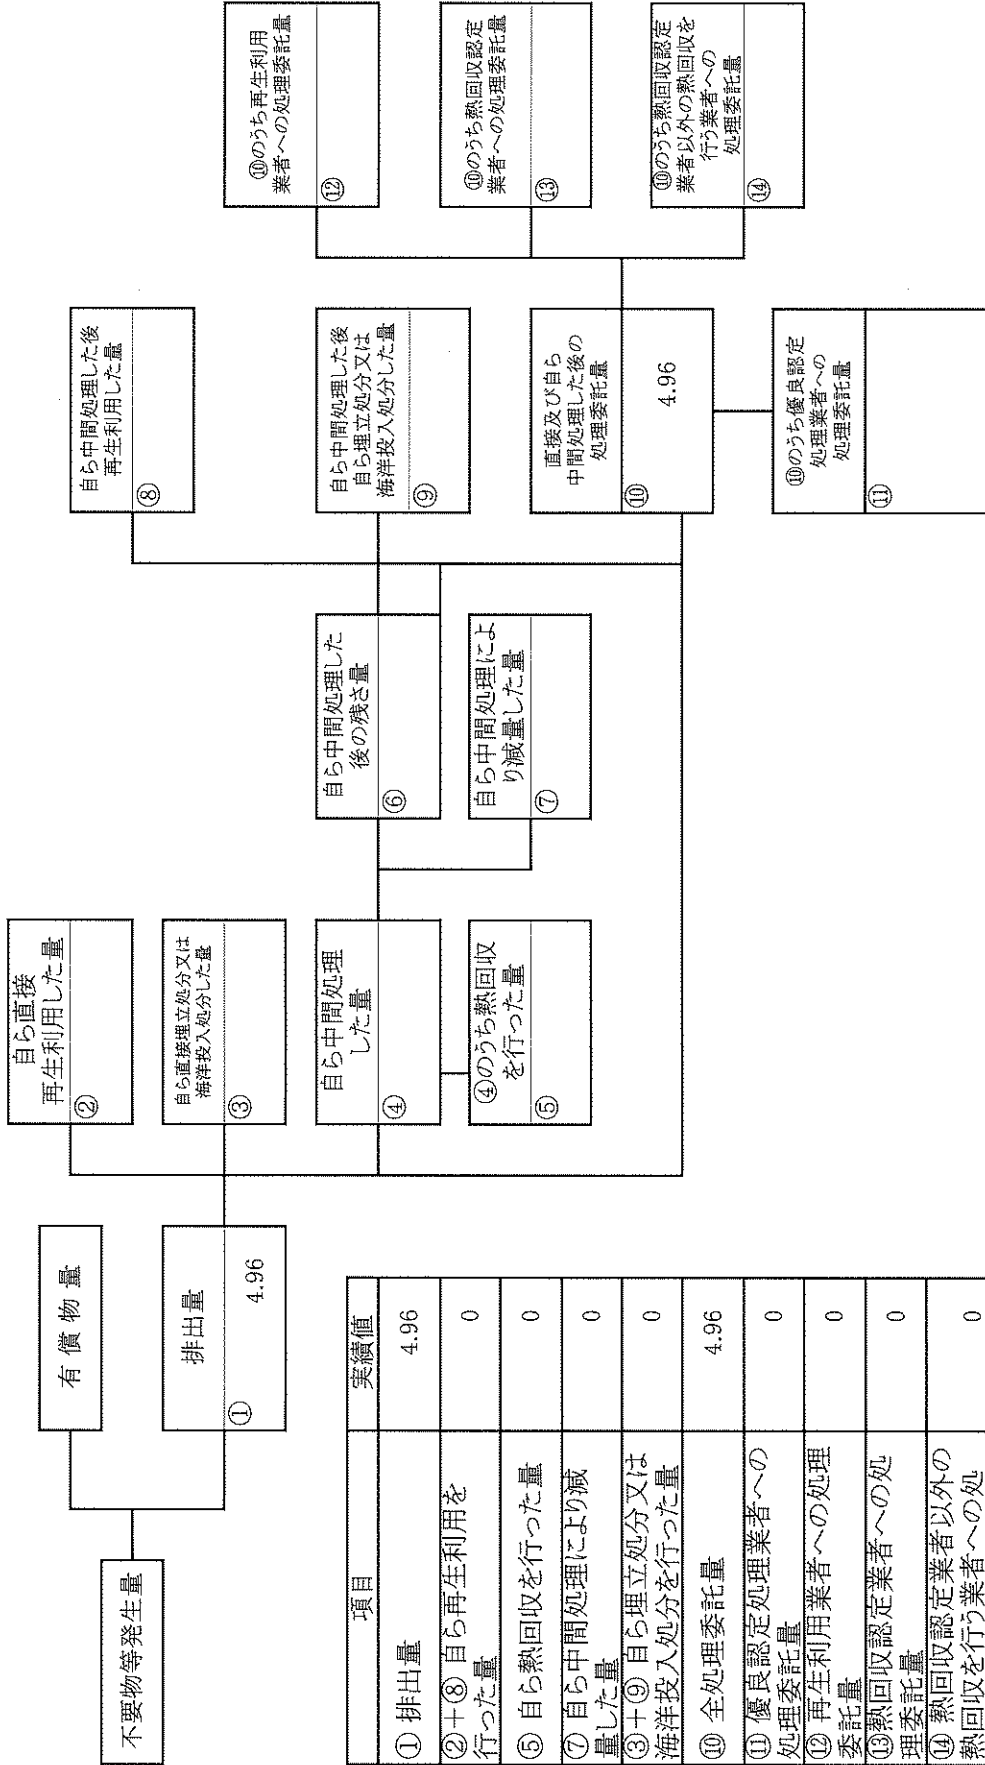 不要物等発生量
有償物量
排出量
①
4.96
自ら直接
再生利用した量
②
自ら直接埋立処分又は
海洋投入処分した量
③
自ら中間処理
した量
④
④のうち熱回収
を行った量
⑤
自ら中間処理した
後の残さ量
⑥
自ら中間処理によ
り減量した量
⑦
自ら中間処理した後
再生利用した量
⑧
自ら中間処理した後
自ら埋立処分又は
海洋投入処分した量
⑨
直接及び自ら
中間処理した後の
処理委託量
⑩
4.96
⑩のうち優良認定
処理業者への
処理委託量
⑪
⑩のうち再生利用
業者への処理委託量
⑫
⑩のうち熱回収認定
業者への処理委託量
⑬
⑩のうち熱回収認定
業者以外の熱回収を
行う業者への
処理委託量
⑭
項目 実績値
① 排出量 4.96
②+⑧ 自ら再生利用を
行った量 0
⑤ 自ら熱回収を行った量 0
⑦ 自ら中間処理により減
量した量 0
③+⑨ 自ら埋立処分又は
海洋投入処分を行った量 0
⑩ 全処理委託量 4.96
⑪ 優良認定処理業者への
処理委託量 0
⑫ 再生利用業者への処理
委託量 0
⑬熱回収認定業者への処
理委託量 0
⑭ 熱回収認定業者以外の
熱回収を行う業者への処 0